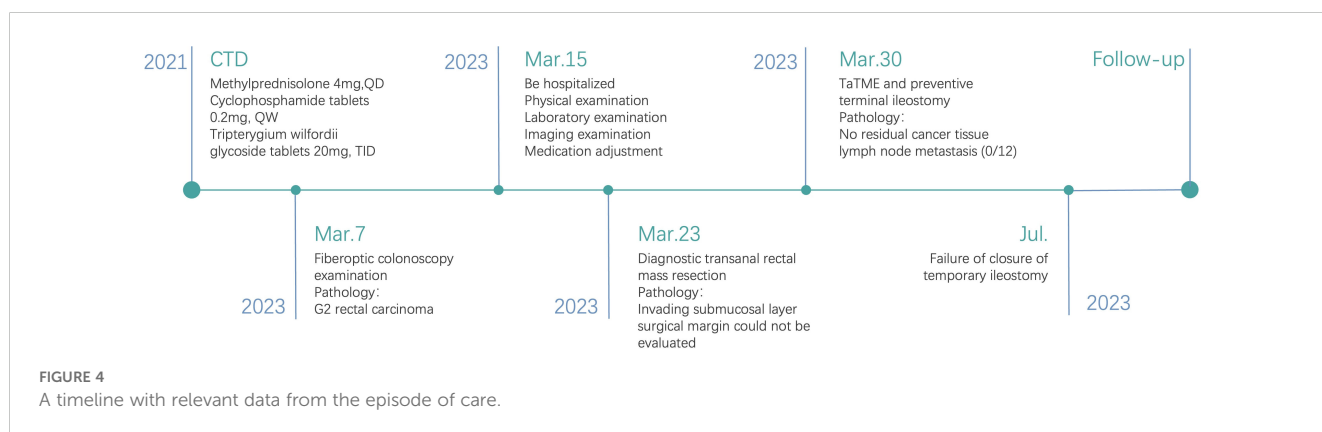 2021
CTD
Methylprednisolone 4mg,QD
Cyclophosphamide tablets
0.2mg, QW
Tripterygium wilfordii
glycoside tablets 20mg, TID
2023
Mar.7
Fiberoptic colonoscopy
examination
Pathology:
G2 rectal carcinoma
2023
Mar.15
Be hospitalized
Physical examination
Laboratory examination
Imaging examination
Medication adjustment
2023
Mar.23
Diagnostic transanal rectal
mass resection
Pathology:
Invading submucosal layer
surgical margin could not be
evaluated
2023
Mar.30
TaTME and preventive
terminal ileostomy
Pathology:
No residual cancer tissue
lymph node metastasis (0/12)
Jul.
Failure of closure of
temporary ileostomy
2023
Follow-up
FIGURE 4
A timeline with relevant data from the episode of care.